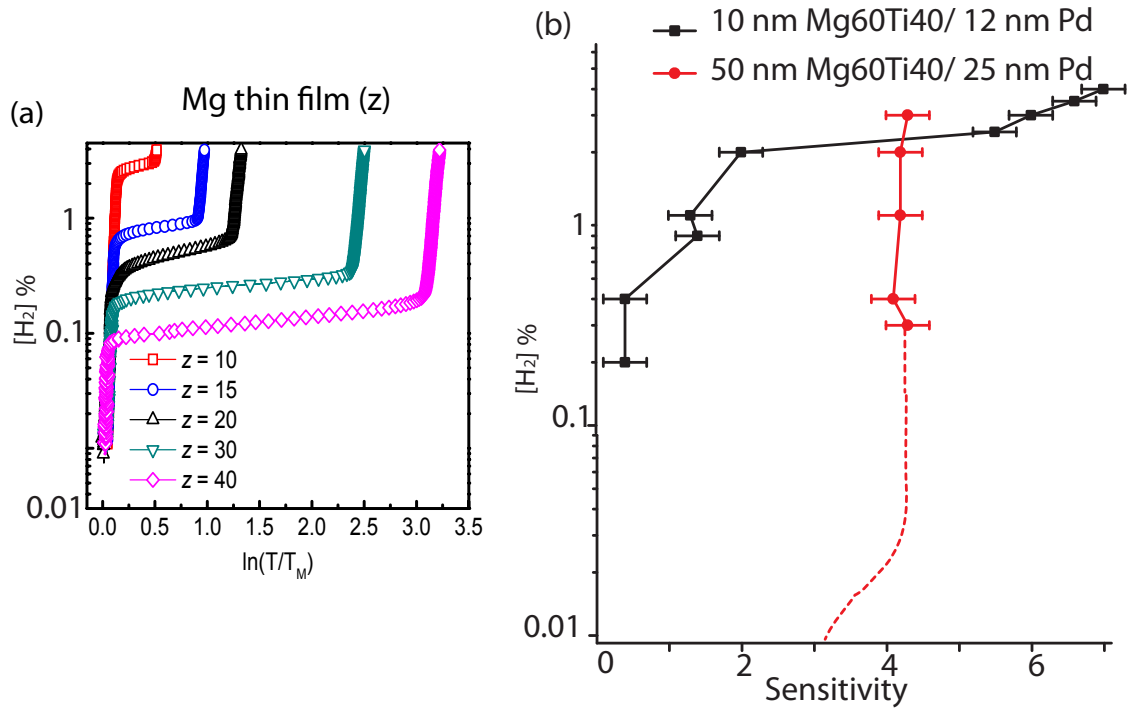 (a)
Mg thin film (z)
[H₂] %
1
0.1
0.01
z = 10
z = 15
z = 20
z = 30
z = 40
0.0 0.5 1.0 1.5 2.0 2.5 3.0 3.5
ln(T/T_M)
(b)
10 nm Mg60Ti40/ 12 nm Pd
50 nm Mg60Ti40/ 25 nm Pd
[H₂] %
1
0.1
0.01
0 2 4 6
Sensitivity